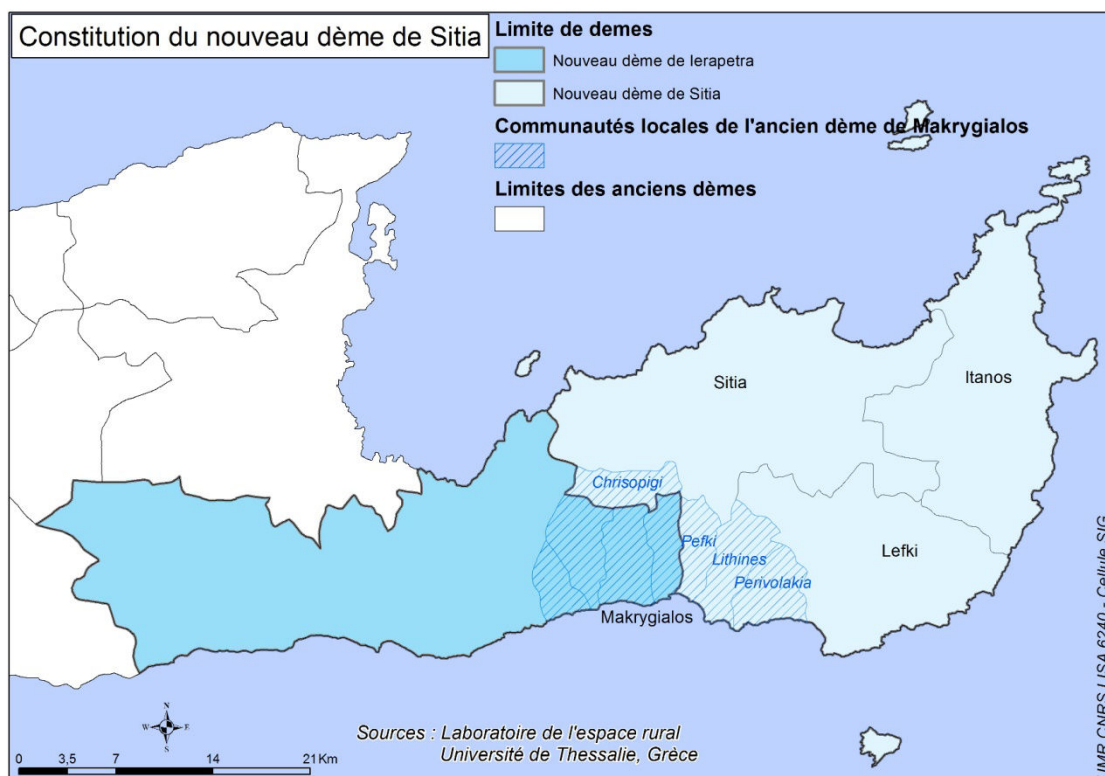 Constitution du nouveau dème de Sitia
Limite de demes
Nouveau dème de Ierapetra
Nouveau dème de Sitia
Communautés locales de l'ancien dème de Makrygialos
Limites des anciens dèmes
Sitia
Itanos
Chrisopigi
Pefki
Lithines
Lefki
Perivolakia
Makrygialos
N
W
E
S
Sources : Laboratoire de l'espace rural
Université de Thessalie, Grèce
0 3,5 7 14 21 Km
UMR CNRS LISA 6240 - Cellule SIG